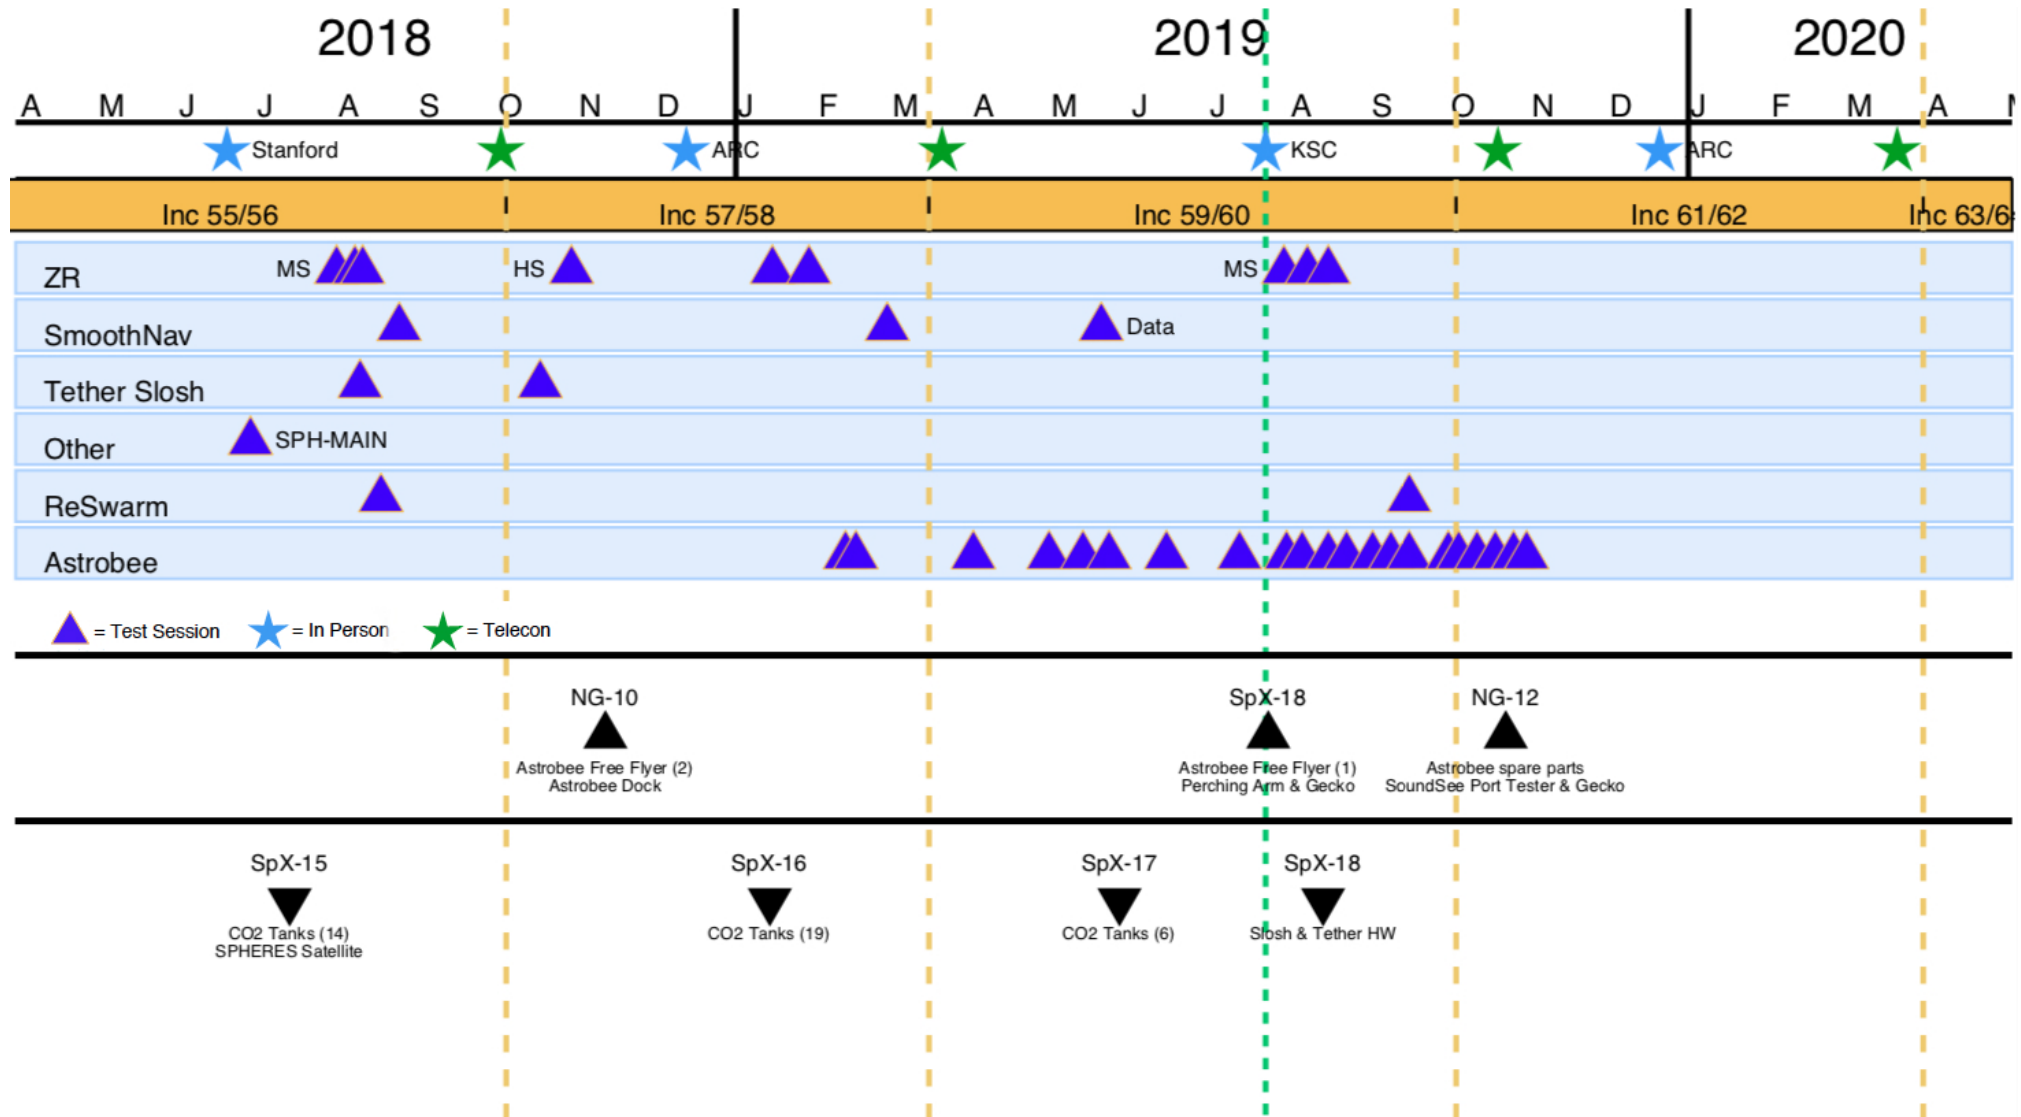 2018 2019 2020
A M J J A S O N D J F M A M J J A S O N D J F M A M
Stanford ARC KSC ARC
Inc 55/56 Inc 57/58 Inc 59/60 Inc 61/62 Inc 63/6
ZR MS HS MS
SmoothNav Data
Tether Slosh
Other SPH-MAIN
ReSwarm
Astrobee
= Test Session = In Person = Telecon
NG-10 SpX-18 NG-12
Astrobee Free Flyer (2) Astrobee Free Flyer (1) Astrobee spare parts
Astrobee Dock Perching Arm & Gecko SoundSee Port Tester & Gecko
SpX-15 SpX-16 SpX-17 SpX-18
CO2 Tanks (14) CO2 Tanks (19) CO2 Tanks (6) Slosh & Tether HW
SPHERES Satellite